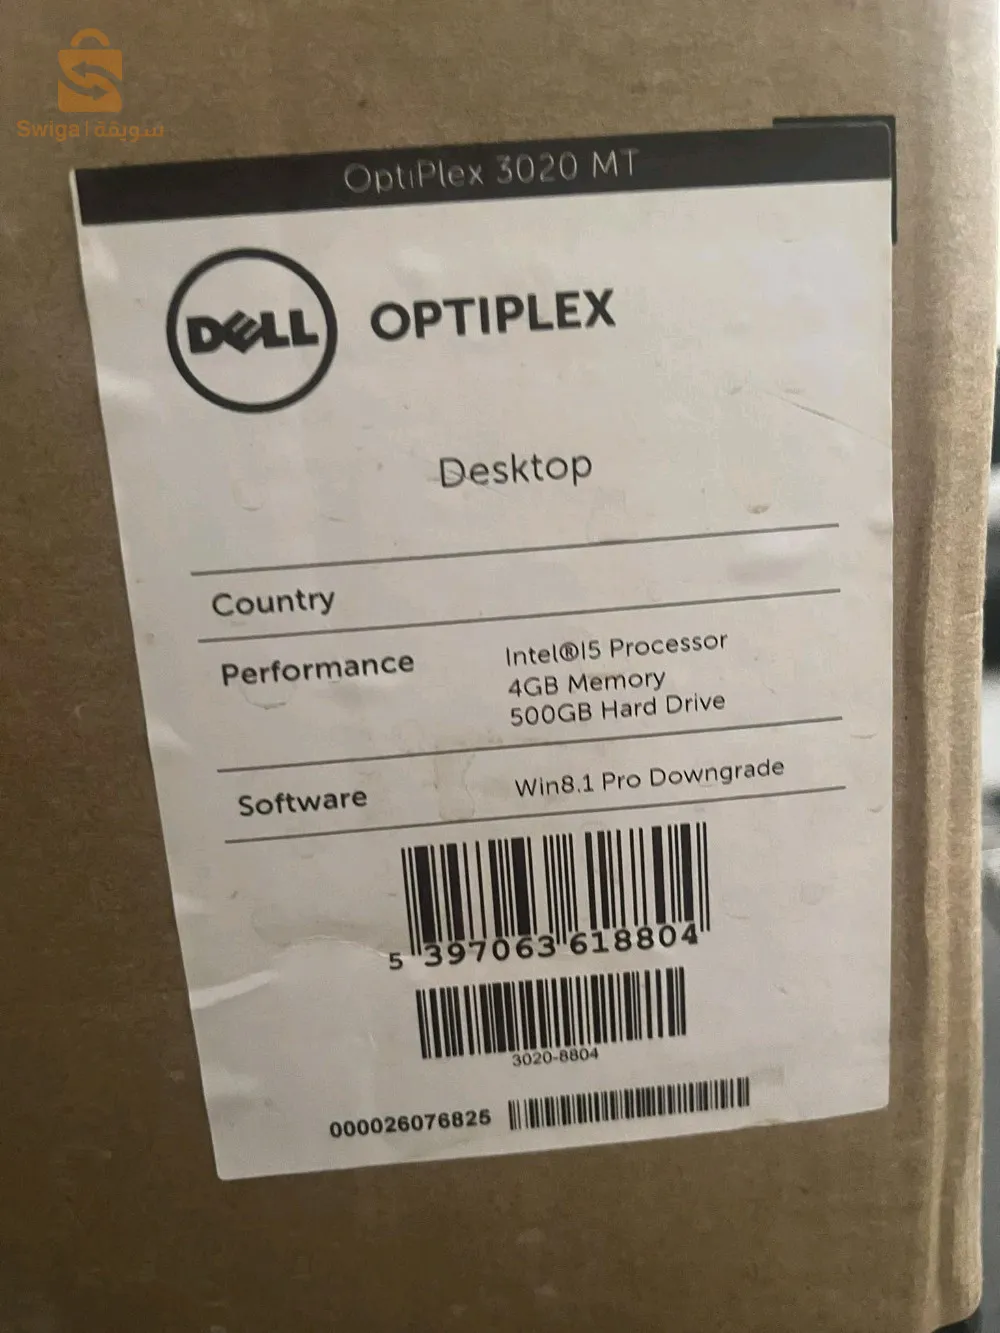 Swiga | سويقة
OptiPlex 3020 MT
DELL OPTIPLEX
Desktop
Country
Performance Intel®I5 Processor
4GB Memory
500GB Hard Drive
Software Win8.1 Pro Downgrade
5 397063 618804
3020-8804
000026076825